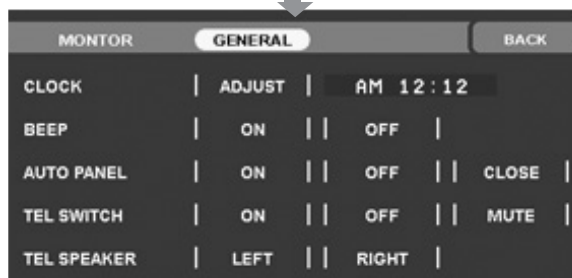 MONTOR GENERAL BACK
CLOCK ADJUST AM 12:12
BEEP ON OFF
AUTO PANEL ON OFF CLOSE
TEL SWITCH ON OFF MUTE
TEL SPEAKER LEFT RIGHT